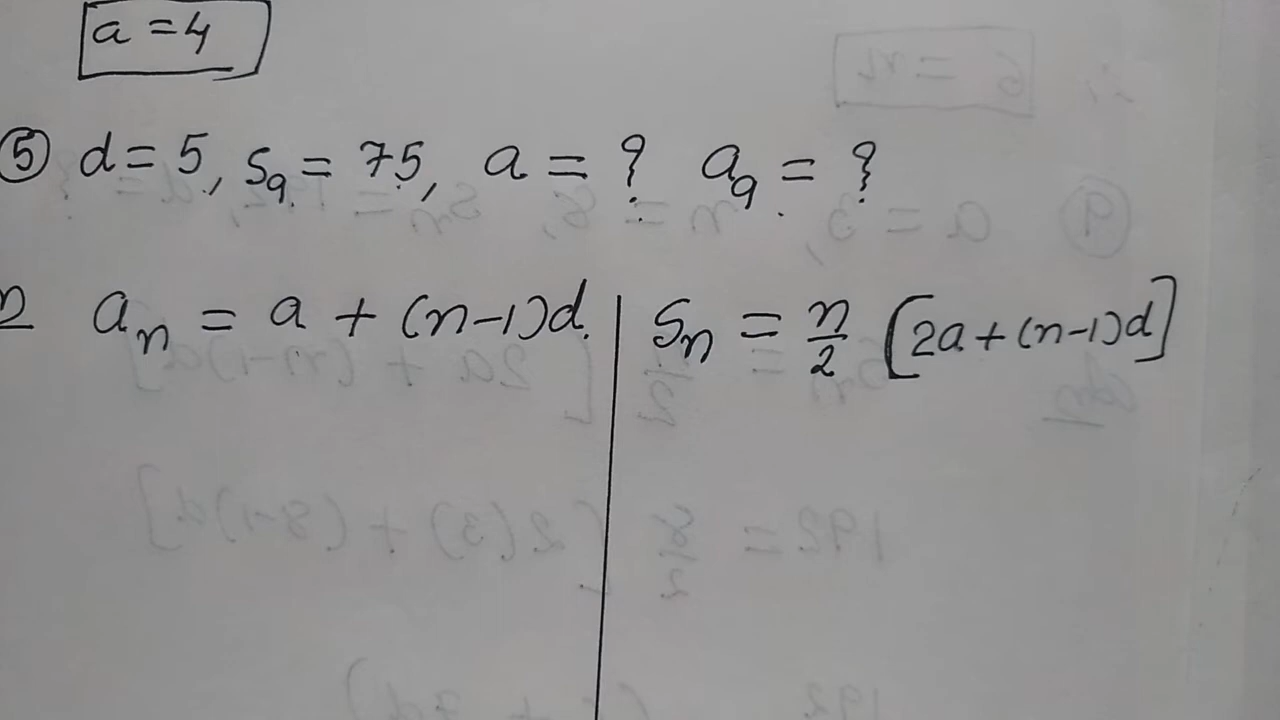 a = 4
⑤ d = 5, S₉ = 75, a = ? a₉ = ?
aₙ = a + (n-1)d. | Sₙ = n/2 [2a + (n-1)d]